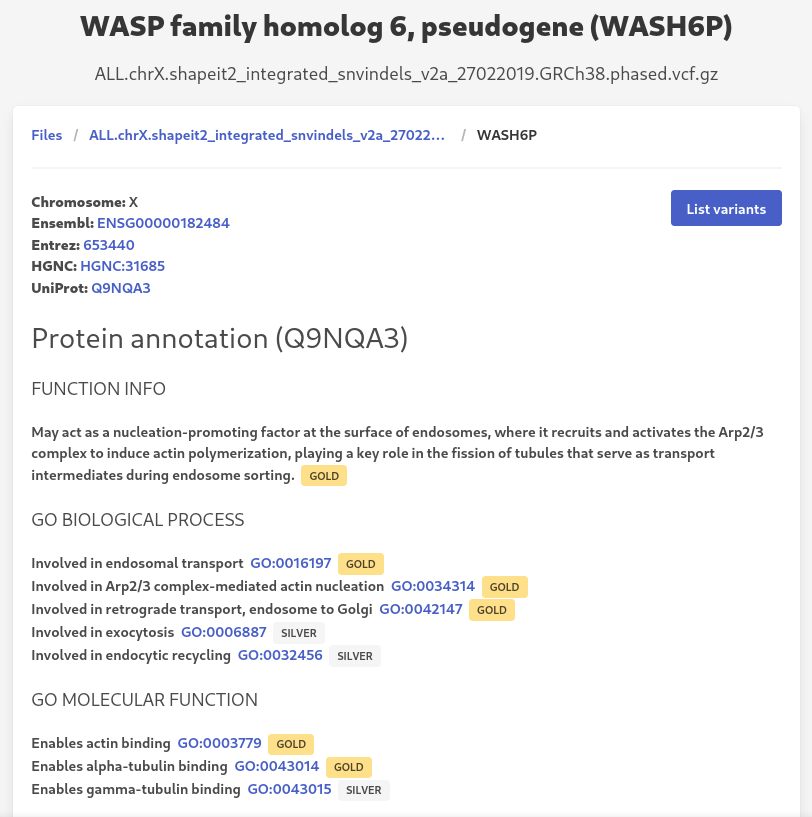 WASP family homolog 6, pseudogene (WASH6P)
ALL.chrX.shapeit2_integrated_snvindels_v2a_27022019.GRCh38.phased.vcf.gz
Files / ALL.chrX.shapeit2_integrated_snvindels_v2a_27022... / WASH6P
Chromosome: X
List variants
Ensembl: ENSG00000182484
Entrez: 653440
HGNC: HGNC:31685
UniProt: Q9NQA3
Protein annotation (Q9NQA3)
FUNCTION INFO
May act as a nucleation-promoting factor at the surface of endosomes, where it recruits and activates the Arp2/3
complex to induce actin polymerization, playing a key role in the fission of tubules that serve as transport
intermediates during endosome sorting. GOLD
GO BIOLOGICAL PROCESS
Involved in endosomal transport GO:0016197 GOLD
Involved in Arp2/3 complex-mediated actin nucleation GO:0034314 GOLD
Involved in retrograde transport, endosome to Golgi GO:0042147 GOLD
Involved in exocytosis GO:0006887 SILVER
Involved in endocytic recycling GO:0032456 SILVER
GO MOLECULAR FUNCTION
Enables actin binding GO:0003779 GOLD
Enables alpha-tubulin binding GO:0043014 GOLD
Enables gamma-tubulin binding GO:0043015 SILVER